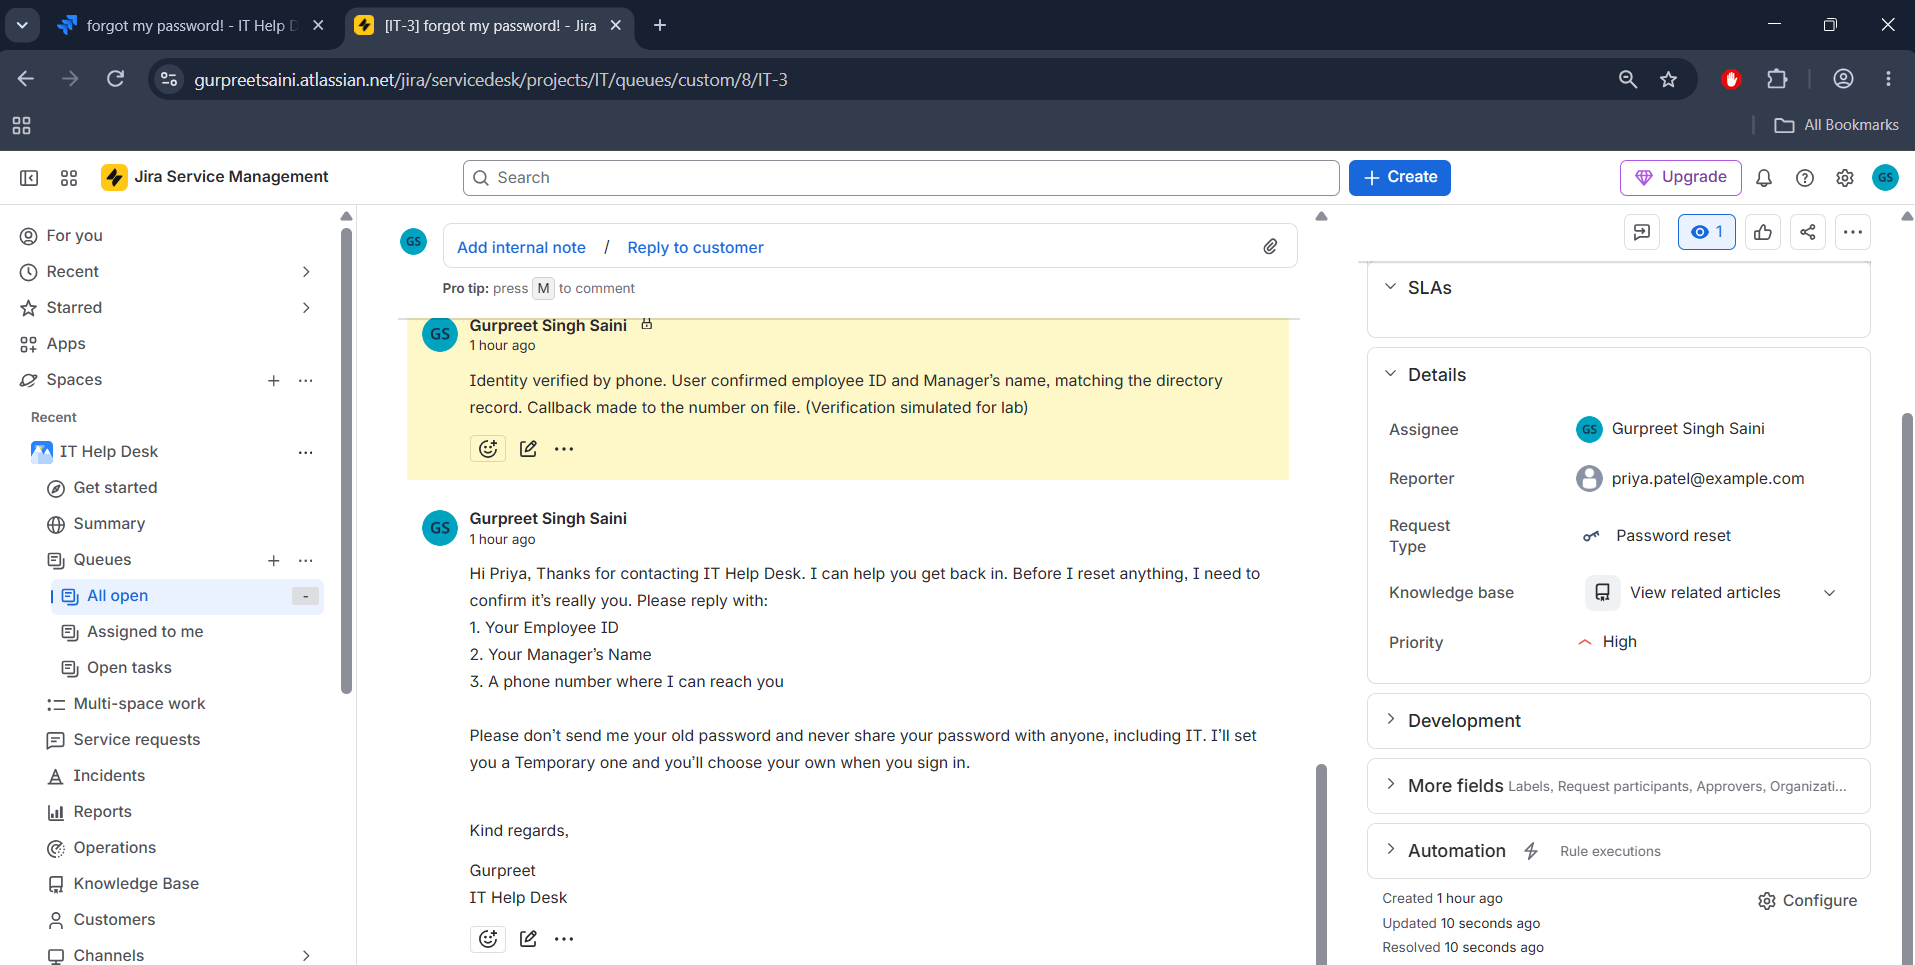 forgot my password! - IT Help D
[IT-3] forgot my password! - Jira
gurpreetsaini.atlassian.net/jira/servicedesk/projects/IT/queues/custom/8/IT-3
All Bookmarks
Jira Service Management
Search
Create
Upgrade
GS
For you
Recent
Starred
Apps
Spaces
Recent
IT Help Desk
Get started
Summary
Queues
All open
-
Assigned to me
Open tasks
Multi-space work
Service requests
Incidents
Reports
Operations
Knowledge Base
Customers
Channels
GS
Add internal note / Reply to customer
Pro tip: press M to comment
GS
Gurpreet Singh Saini
1 hour ago
Identity verified by phone. User confirmed employee ID and Manager’s name, matching the directory
record. Callback made to the number on file. (Verification simulated for lab)
GS
Gurpreet Singh Saini
1 hour ago
Hi Priya, Thanks for contacting IT Help Desk. I can help you get back in. Before I reset anything, I need to
confirm it’s really you. Please reply with:
1. Your Employee ID
2. Your Manager’s Name
3. A phone number where I can reach you
Please don’t send me your old password and never share your password with anyone, including IT. I’ll set
you a Temporary one and you’ll choose your own when you sign in.
Kind regards,
Gurpreet
IT Help Desk
1
SLAs
Details
Assignee
GS Gurpreet Singh Saini
Reporter
priya.patel@example.com
Request
Type
Password reset
Knowledge base
View related articles
Priority
High
Development
More fields Labels, Request participants, Approvers, Organizati...
Automation Rule executions
Created 1 hour ago
Configure
Updated 10 seconds ago
Resolved 10 seconds ago